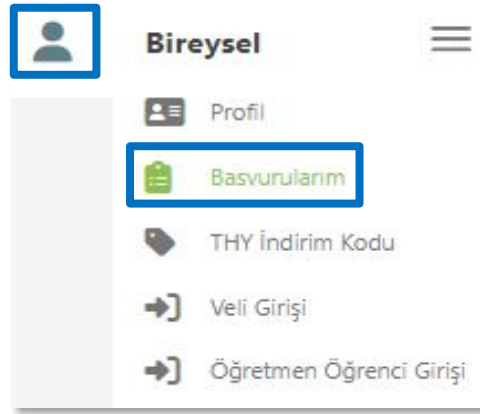 Bireysel
Profil
Basvurularım
THY İndirim Kodu
Veli Girişi
Öğretmen Öğrenci Girişi